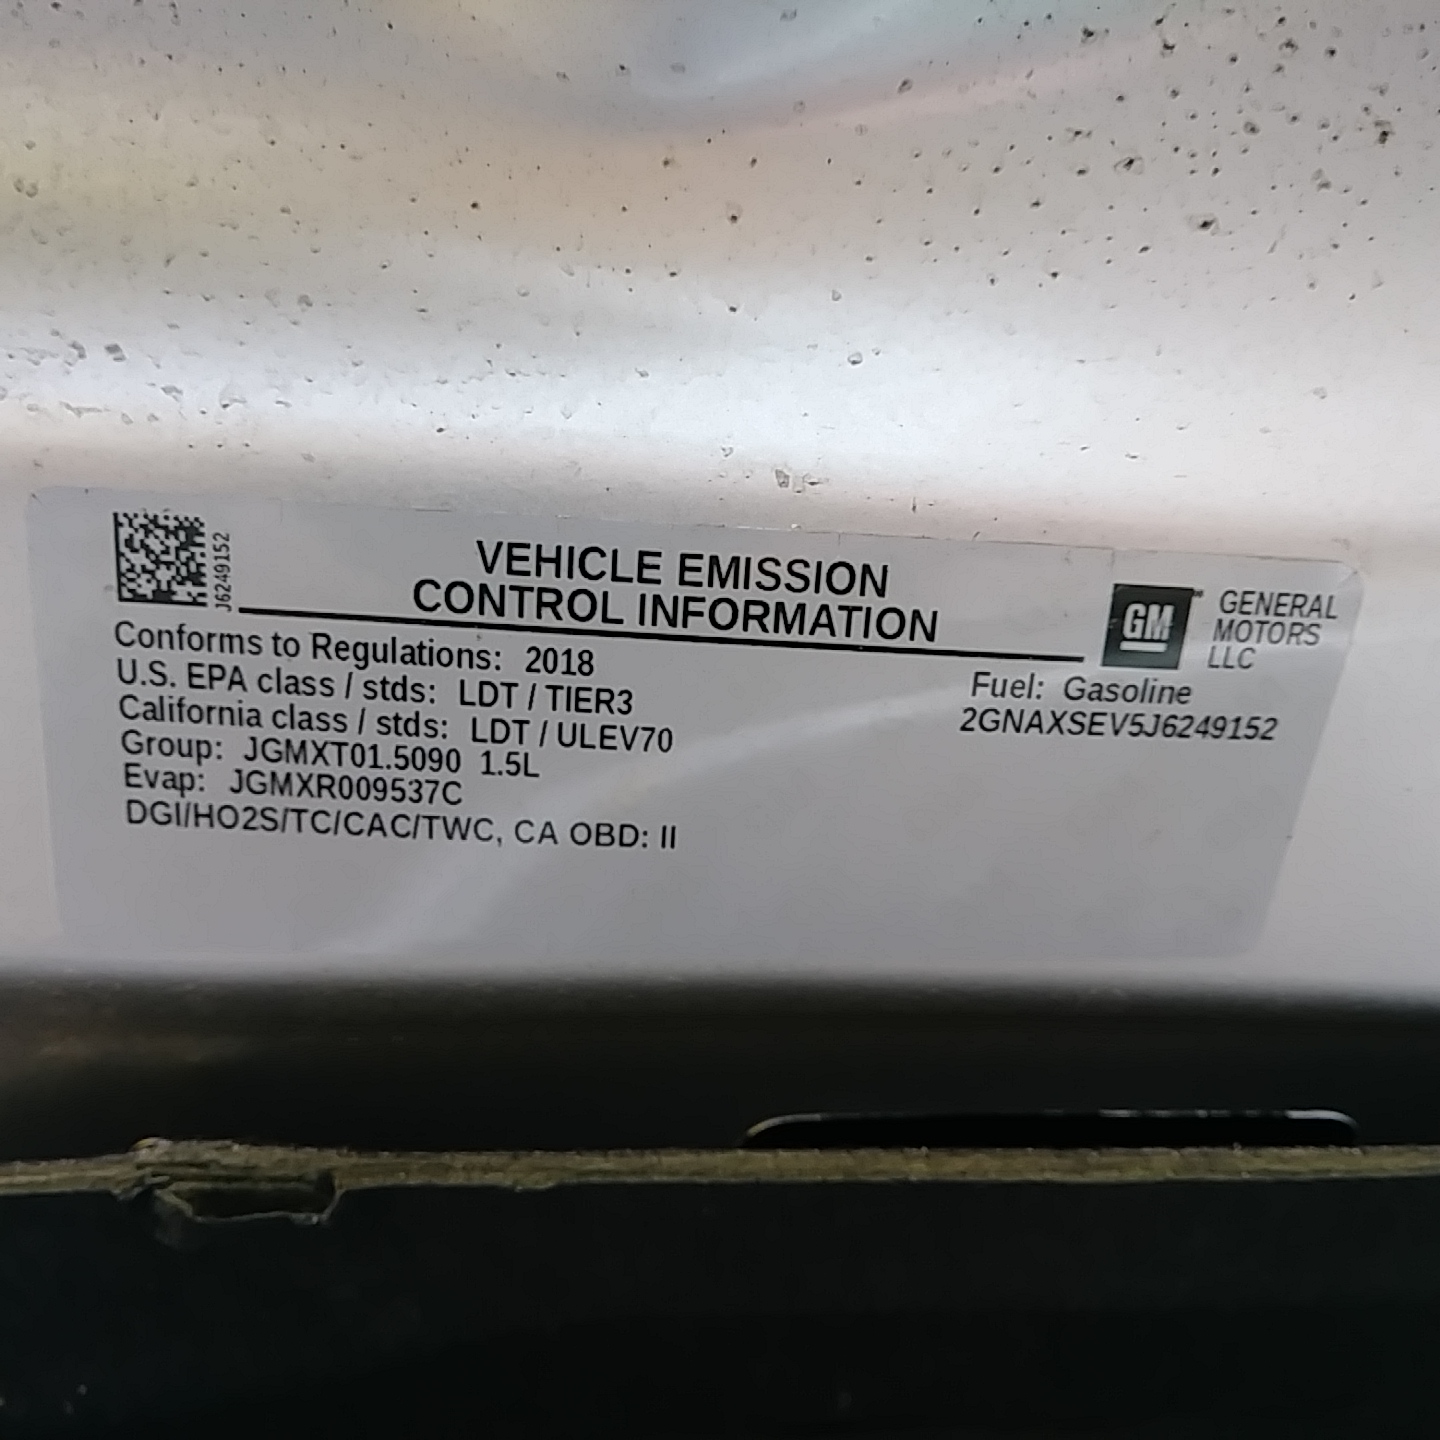 J6249152
VEHICLE EMISSION
CONTROL INFORMATION
GM
GENERAL
MOTORS
LLC
Conforms to Regulations: 2018
U.S. EPA class / stds: LDT / TIER3
California class / stds: LDT / ULEV70
Group: JGMXT01.5090 1.5L
Evap: JGMXR009537C
DGI/HO2S/TC/CAC/TWC, CA OBD: II
Fuel: Gasoline
2GNAXSEV5J6249152